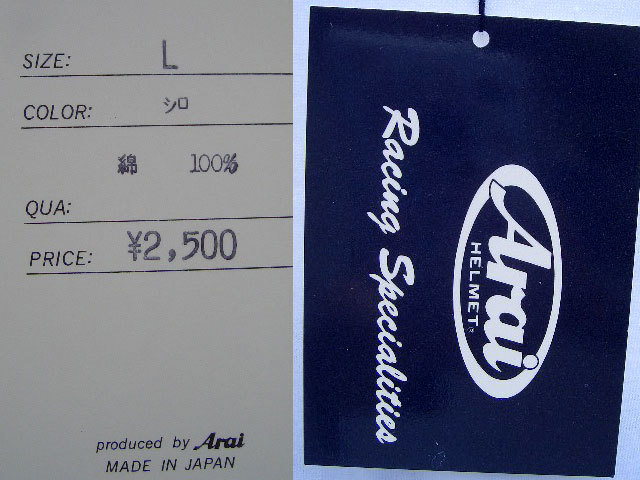 SIZE: L
COLOR: シロ
綿 100%
QUA:
PRICE: ¥2,500
produced by Arai
MADE IN JAPAN
Arai
HELMET
Racing Specialities